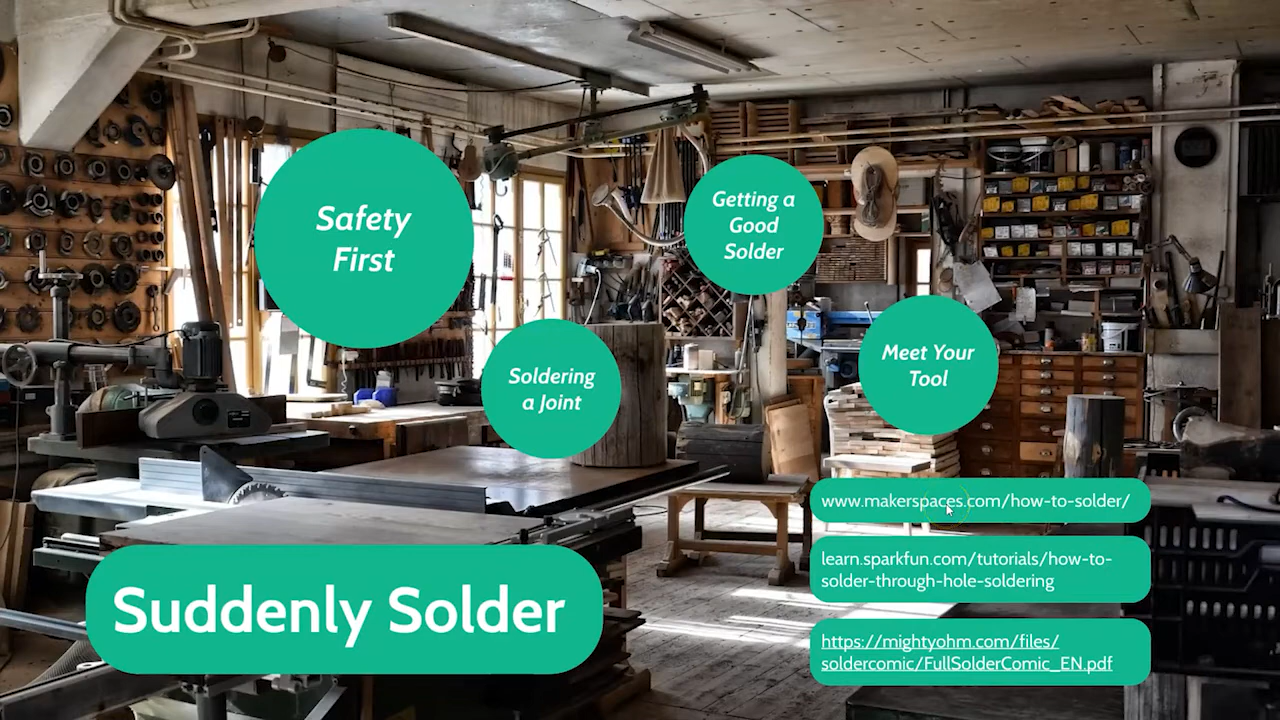 Safety
First
Getting a
Good
Solder
Soldering
a Joint
Meet Your
Tool
www.makerspaces.com/how-to-solder/
learn.sparkfun.com/tutorials/how-to-
solder-through-hole-soldering
https://mightyohm.com/files/
soldercomic/FullSolderComic_EN.pdf
Suddenly Solder